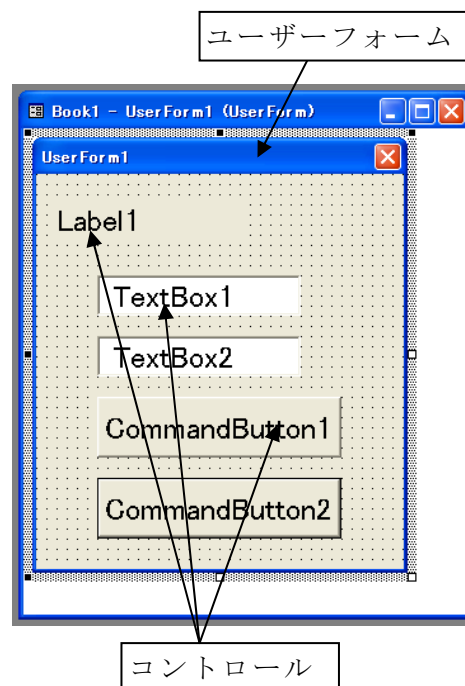 ユーザーフォーム
Book1 - UserForm1 (UserForm)
UserForm1
Label1
TextBox1
TextBox2
CommandButton1
CommandButton2
コントロール